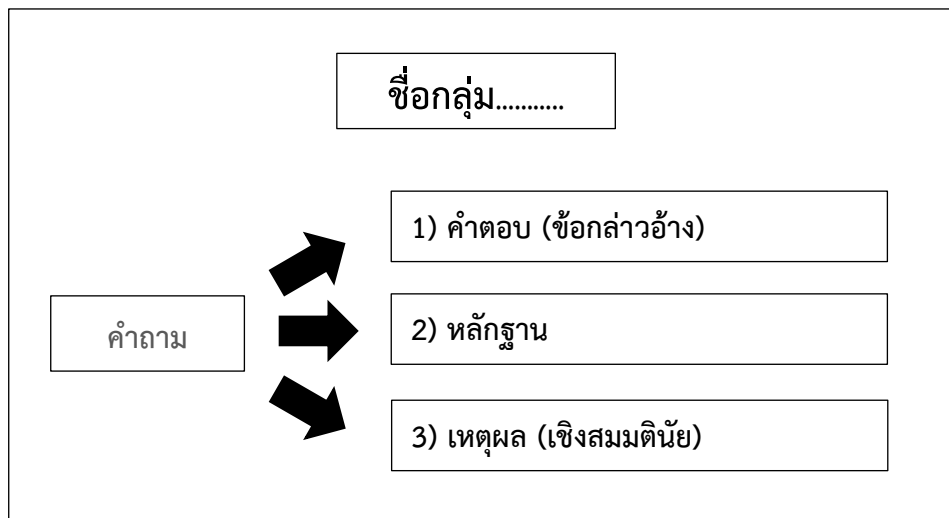 ชื่อกลุ่ม...........
1) คำตอบ (ข้อกล่าวอ้าง)
คำถาม
2) หลักฐาน
3) เหตุผล (เชิงสมมตินัย)